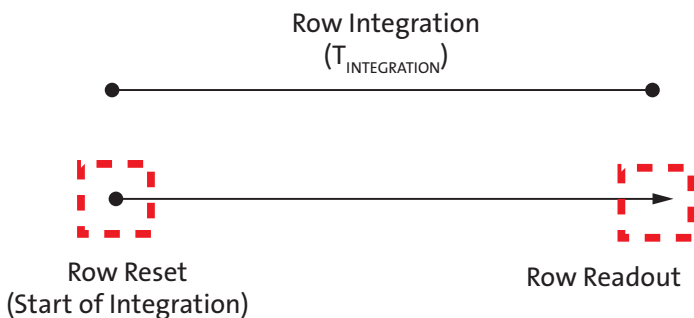 Row Integration
(TINTEGRATION)
Row Reset
(Start of Integration)
Row Readout